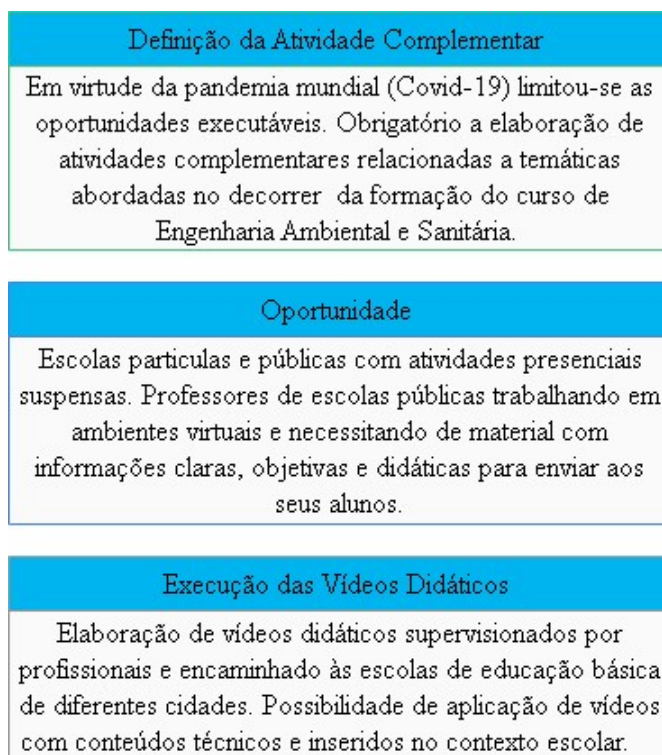 Definição da Atividade Complementar
Em virtude da pandemia mundial (Covid-19) limitou-se as
oportunidades executáveis. Obrigatório a elaboração de
atividades complementares relacionadas a temáticas
abordadas no decorrer da formação do curso de
Engenharia Ambiental e Sanitária.
Oportunidade
Escolas particulas e públicas com atividades presenciais
suspensas. Professores de escolas públicas trabalhando em
ambientes virtuais e necessitando de material com
informações claras, objetivas e didáticas para enviar aos
seus alunos.
Execução das Vídeos Didáticos
Elaboração de vídeos didáticos supervisionados por
profissionais e encaminhado às escolas de educação básica
de diferentes cidades. Possibilidade de aplicação de vídeos
com conteúdos técnicos e inseridos no contexto escolar.